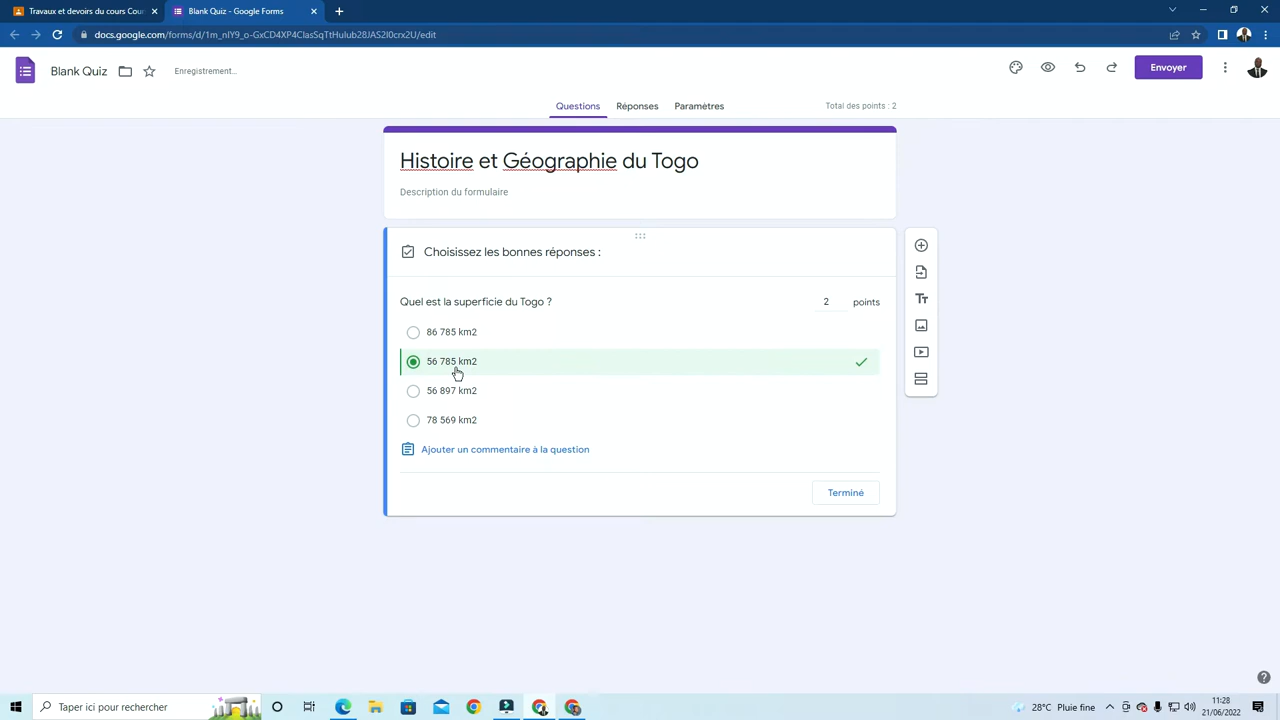 Travaux et devoirs du cours Cour
Blank Quiz - Google Forms
docs.google.com/forms/d/1m_nIY9_o-GxCD4XP4ClasSqTtHulub28JAS2I0crx2U/edit
Blank Quiz
Enregistrement...
Envoyer
Questions
Réponses
Paramètres
Total des points : 2
Histoire et Géographie du Togo
Description du formulaire
Choisissez les bonnes réponses :
Quel est la superficie du Togo ?
2 points
86 785 km2
56 785 km2
56 897 km2
78 569 km2
Ajouter un commentaire à la question
Terminé
Taper ici pour rechercher
28°C Pluie fine
11:28
21/06/2022